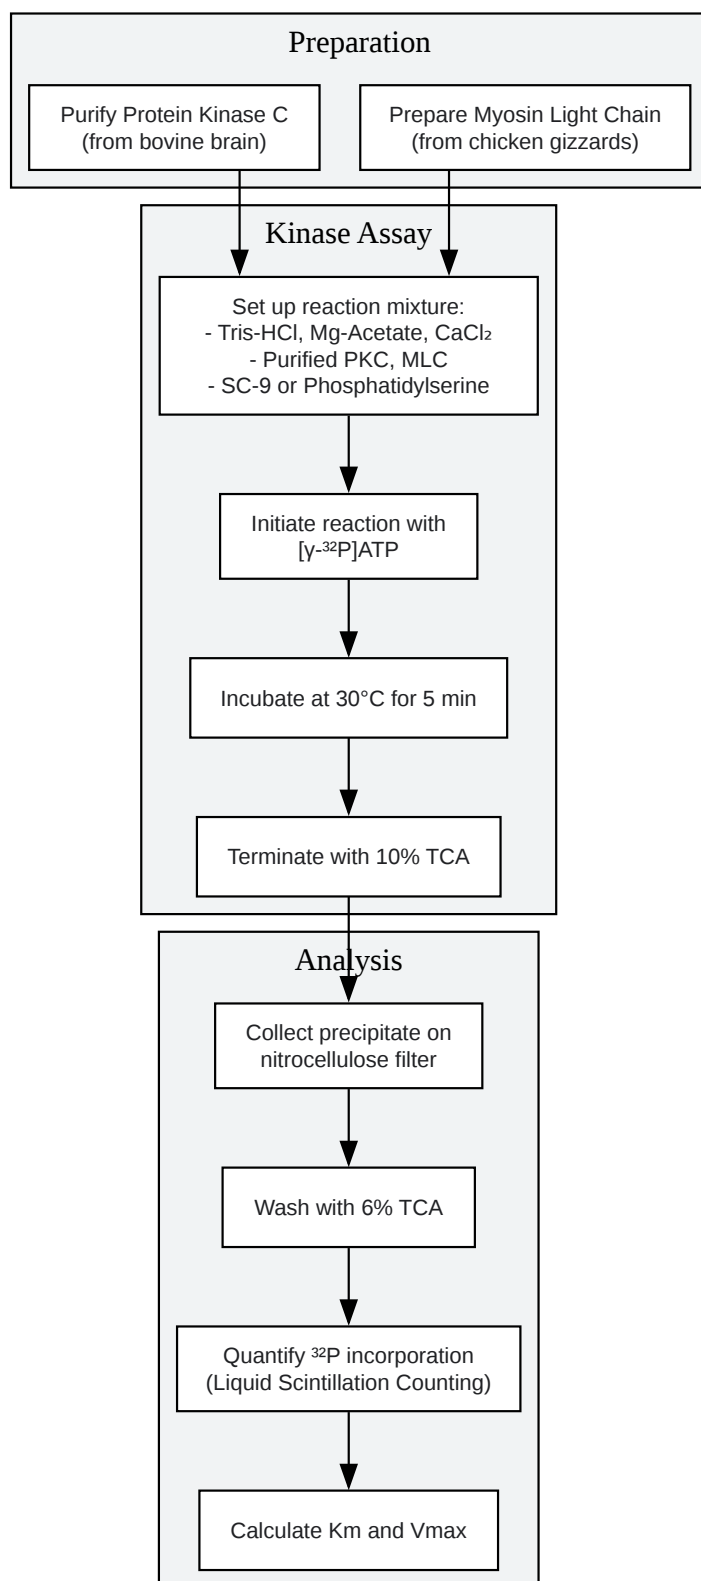 Preparation
Purify Protein Kinase C
(from bovine brain)
Prepare Myosin Light Chain
(from chicken gizzards)
Kinase Assay
Set up reaction mixture:
- Tris-HCl, Mg-Acetate, CaCl₂
- Purified PKC, MLC
- SC-9 or Phosphatidylserine
Initiate reaction with
[γ-³²P]ATP
Incubate at 30°C for 5 min
Terminate with 10% TCA
Analysis
Collect precipitate on
nitrocellulose filter
Wash with 6% TCA
Quantify ³²P incorporation
(Liquid Scintillation Counting)
Calculate Km and Vmax